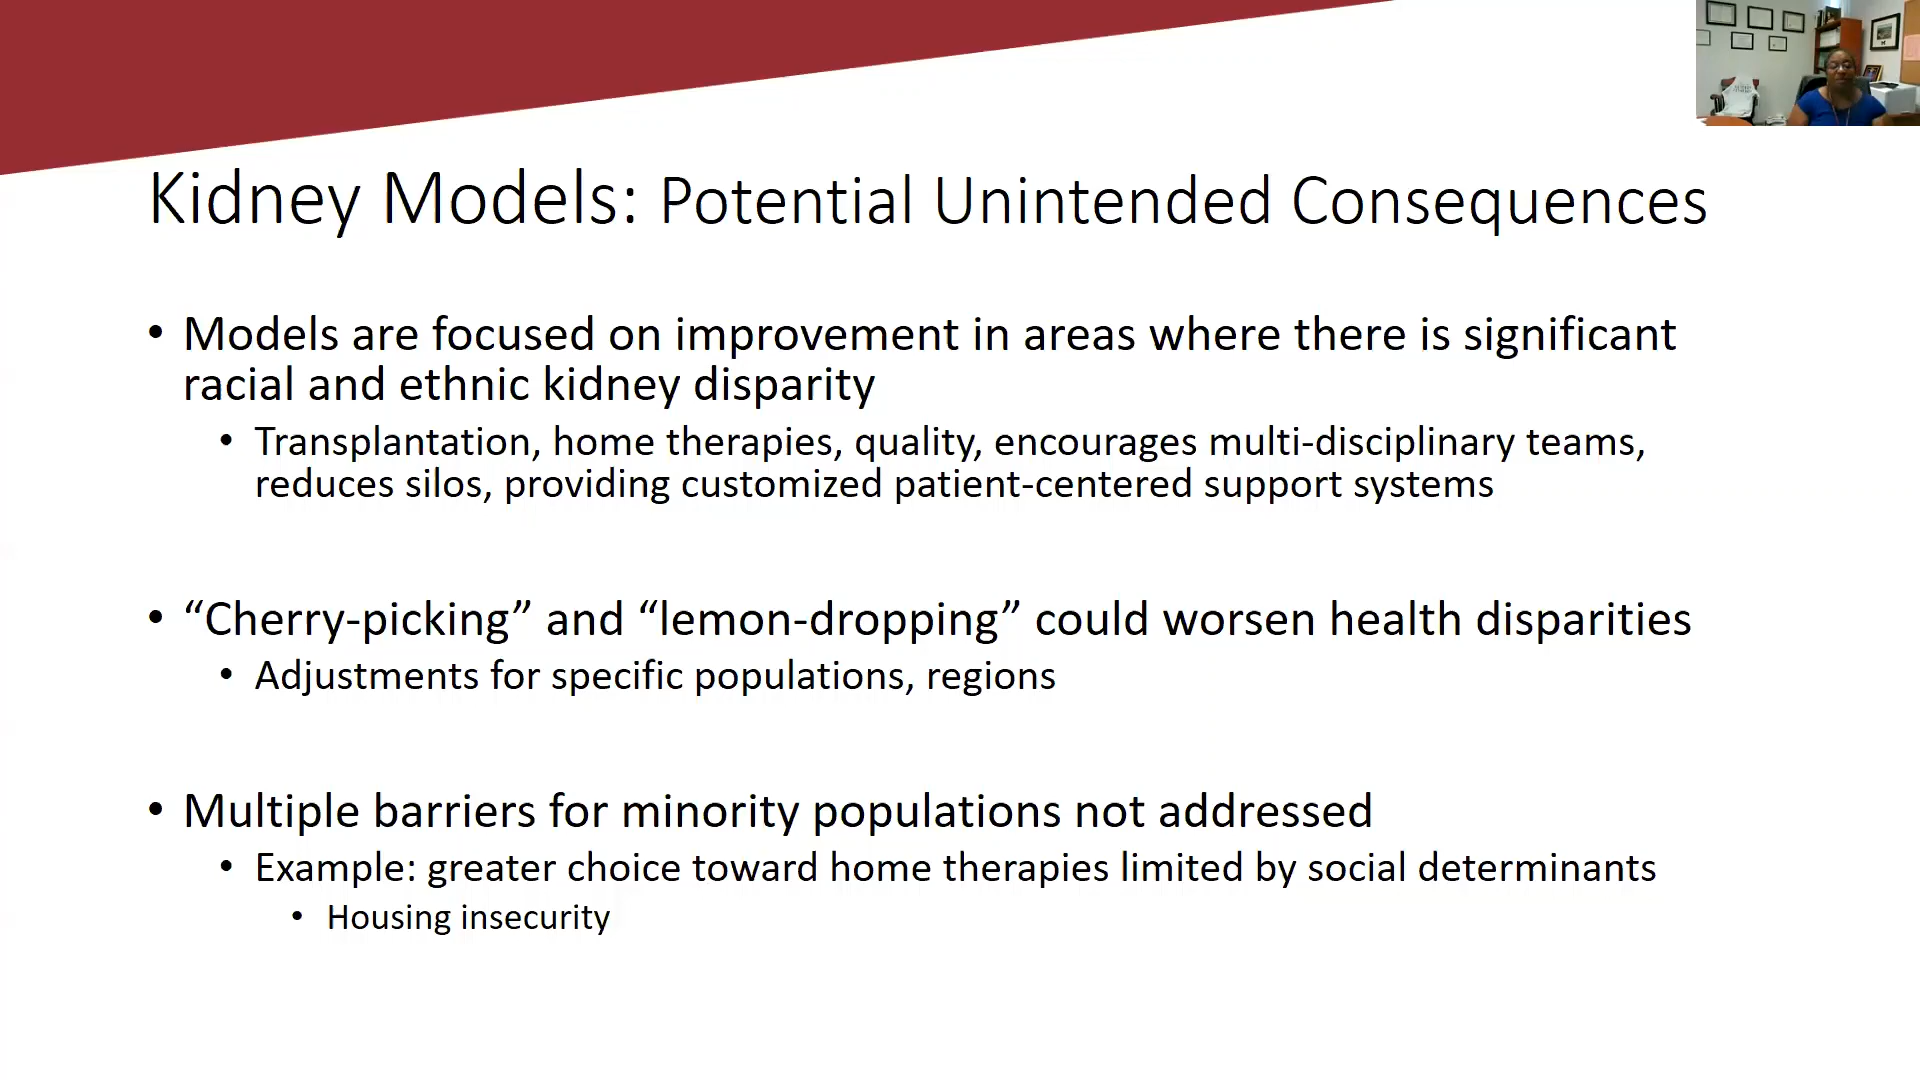 Kidney Models: Potential Unintended Consequences
• Models are focused on improvement in areas where there is significant
racial and ethnic kidney disparity
• Transplantation, home therapies, quality, encourages multi-disciplinary teams,
reduces silos, providing customized patient-centered support systems
• “Cherry-picking” and “lemon-dropping” could worsen health disparities
• Adjustments for specific populations, regions
• Multiple barriers for minority populations not addressed
• Example: greater choice toward home therapies limited by social determinants
• Housing insecurity